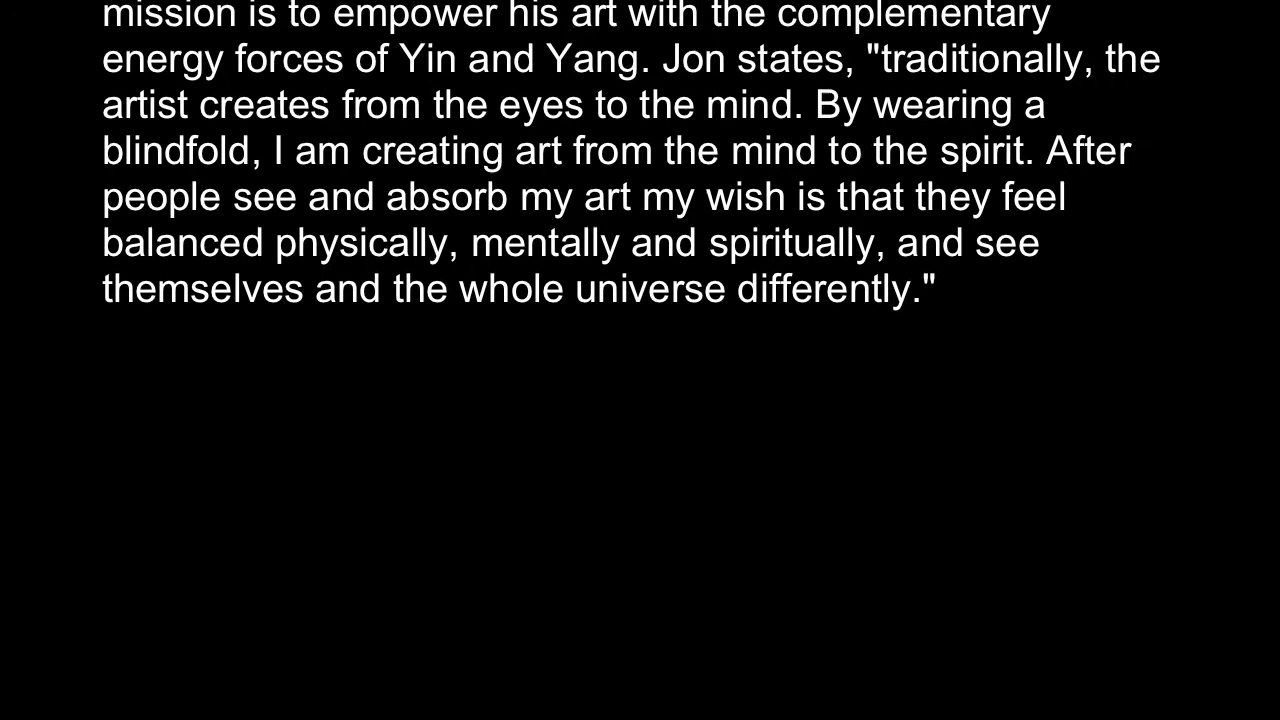 mission is to empower his art with the complementary
energy forces of Yin and Yang. Jon states, "traditionally, the
artist creates from the eyes to the mind. By wearing a
blindfold, I am creating art from the mind to the spirit. After
people see and absorb my art my wish is that they feel
balanced physically, mentally and spiritually, and see
themselves and the whole universe differently."